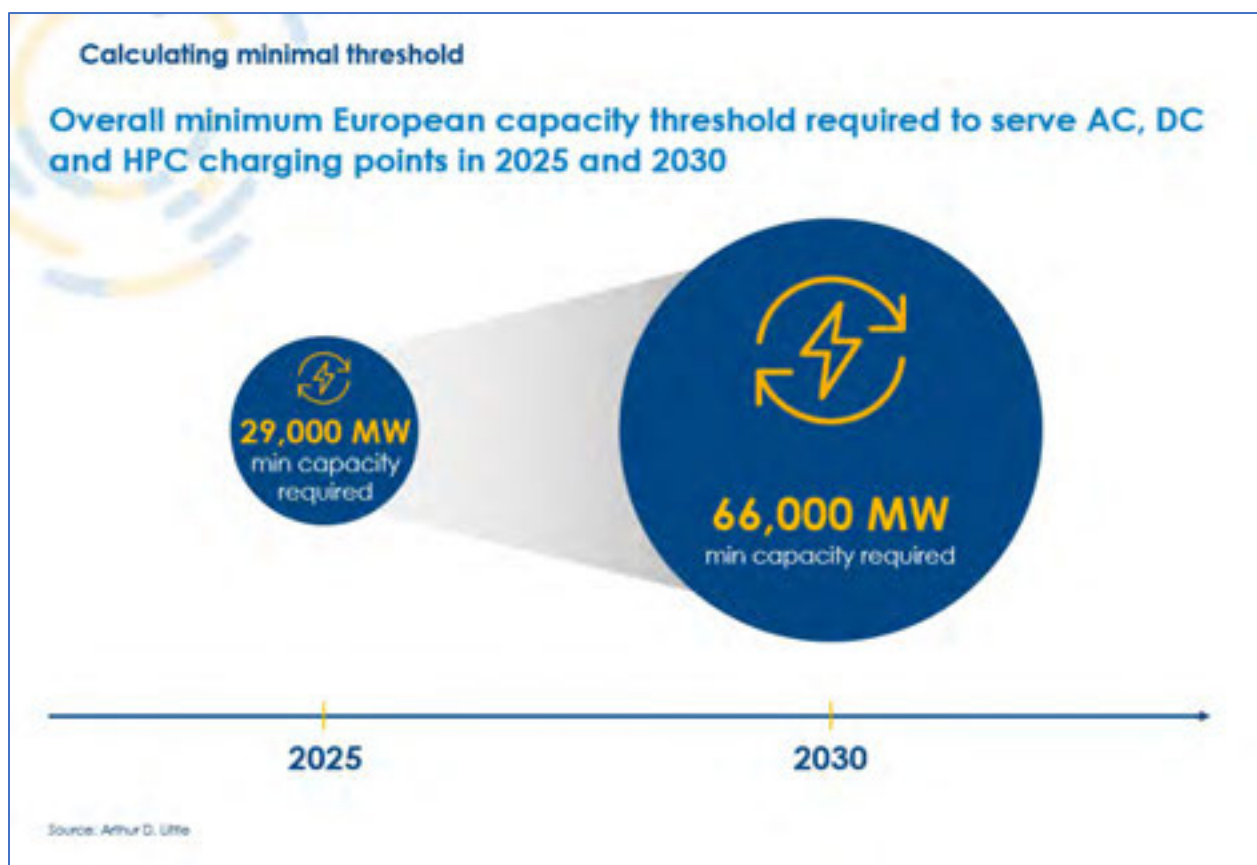 Calculating minimal threshold
Overall minimum European capacity threshold required to serve AC, DC
and HPC charging points in 2025 and 2030
29,000 MW
min capacity
required
66,000 MW
min capacity required
2025
2030
Source: Arthur D. Little